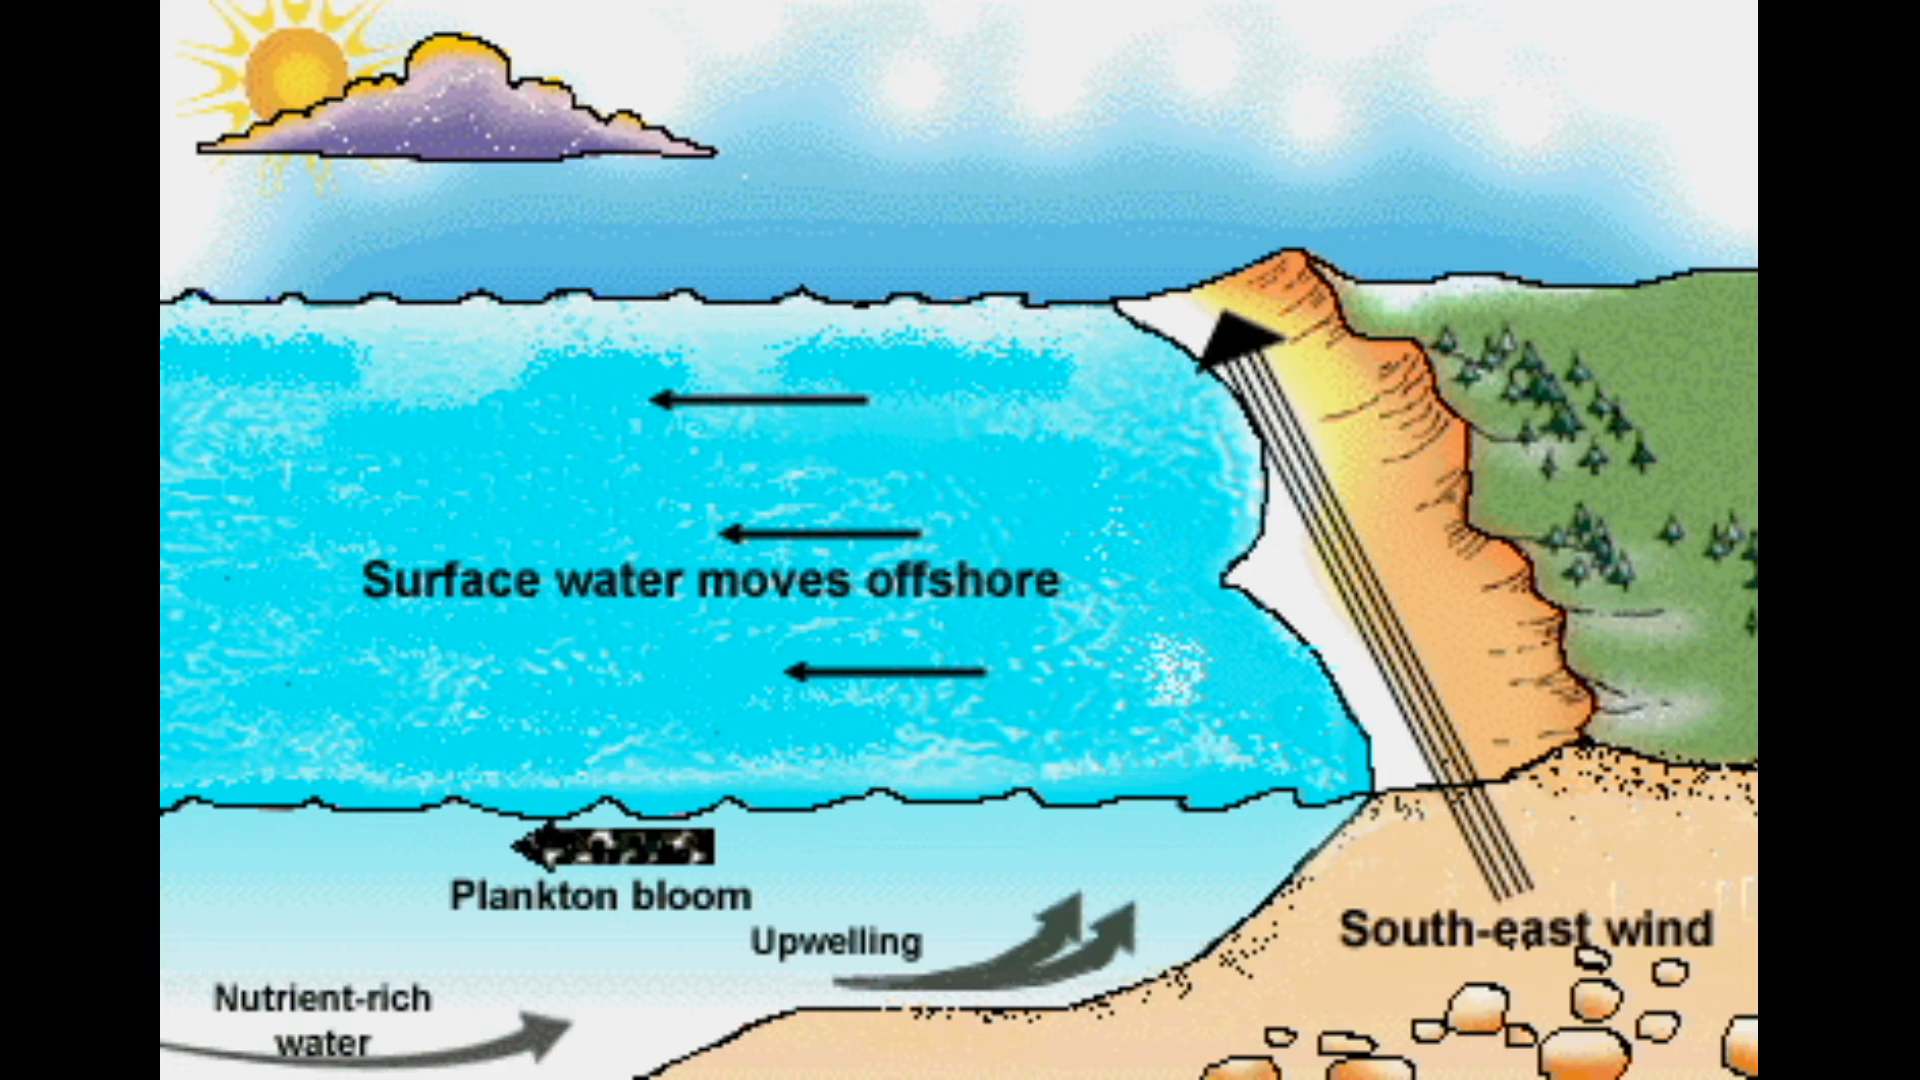 Surface water moves offshore
Plankton bloom
Upwelling
South-east wind
Nutrient-rich
water